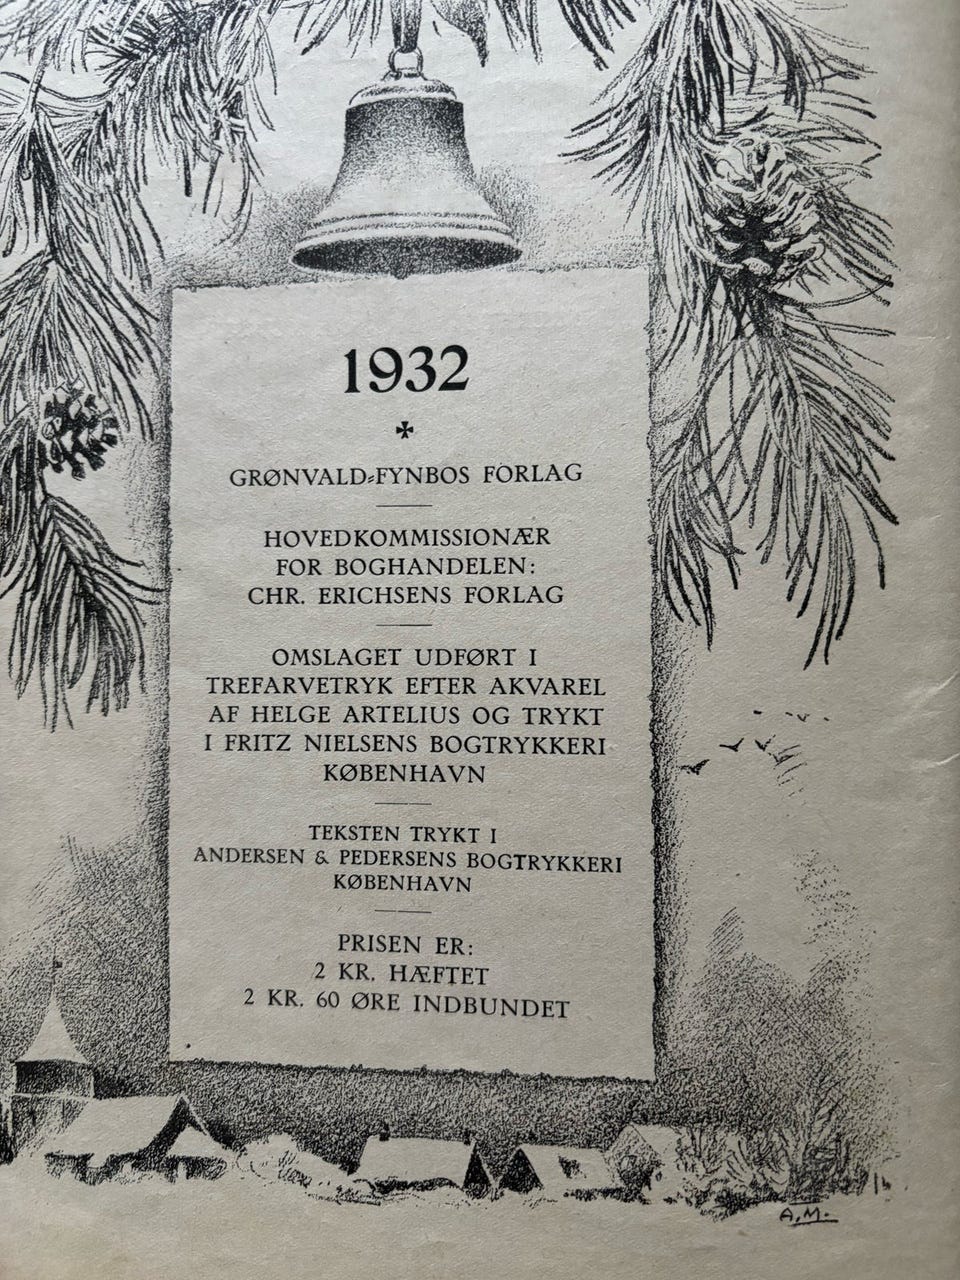 1932
GRØNVALD=FYNBOS FORLAG
HOVEDKOMMISSIONÆR
FOR BOGHANDELEN:
CHR. ERICHSENS FORLAG
OMSLAGET UDFØRT I
TREFARVETRYK EFTER AKVAREL
AF HELGE ARTELIUS OG TRYKT
I FRITZ NIELSENS BOGTRYKKERI
KØBENHAVN
TEKSTEN TRYKT I
ANDERSEN & PEDERSENS BOGTRYKKERI
KØBENHAVN
PRISEN ER:
2 KR. HÆFTET
2 KR. 60 ØRE INDBUNDET
A.M.